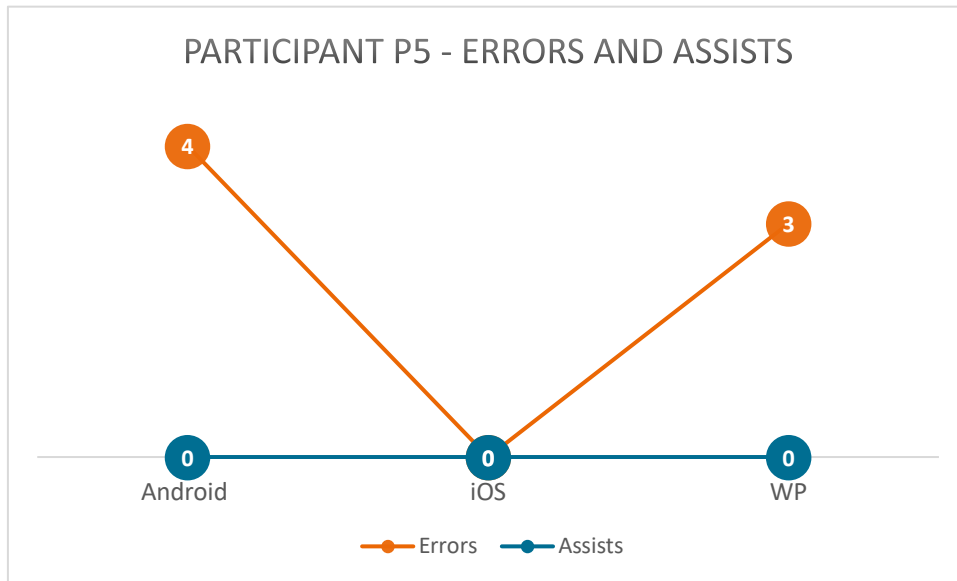 PARTICIPANT P5 - ERRORS AND ASSISTS
4
3
0
0
0
Android
iOS
WP
Errors
Assists